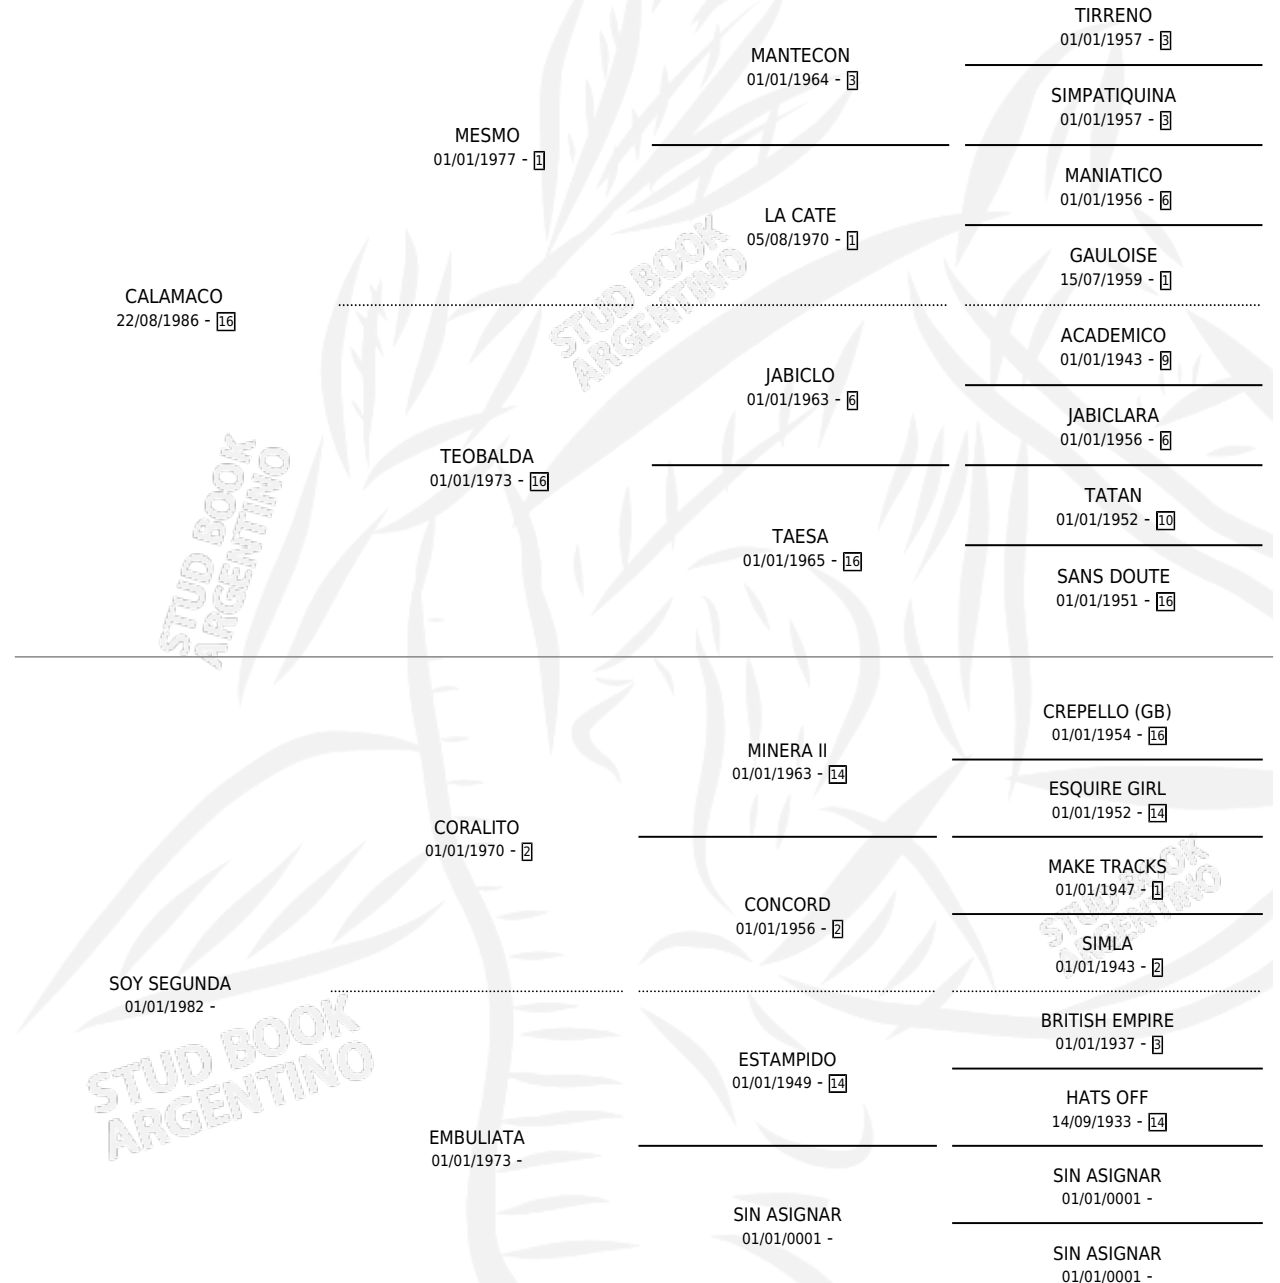 TIRRENO
01/01/1957 - 3
MANTECON
01/01/1964 - 3
SIMPATIQUINA
01/01/1957 - 3
MESMO
01/01/1977 - 1
MANIATICO
01/01/1956 - 6
LA CATE
05/08/1970 - 1
GAULOISE
15/07/1959 - 1
CALAMACO
22/08/1986 - 16
ACADEMICO
01/01/1943 - 9
JABICLO
01/01/1963 - 6
JABICLARA
01/01/1956 - 6
TEOBALDA
01/01/1973 - 16
TATAN
01/01/1952 - 10
TAESA
01/01/1965 - 16
SANS DOUTE
01/01/1951 - 16
CREPELLO (GB)
01/01/1954 - 16
MINERA II
01/01/1963 - 14
ESQUIRE GIRL
01/01/1952 - 14
CORALITO
01/01/1970 - 2
MAKE TRACKS
01/01/1947 - 1
CONCORD
01/01/1956 - 2
SIMLA
01/01/1943 - 2
SOY SEGUNDA
01/01/1982 -
BRITISH EMPIRE
01/01/1937 - 3
ESTAMPIDO
01/01/1949 - 14
HATS OFF
14/09/1933 - 14
EMBULIATA
01/01/1973 -
SIN ASIGNAR
01/01/0001 -
SIN ASIGNAR
01/01/0001 -
SIN ASIGNAR
01/01/0001 -
STUD BOOK
ARGENTINO
STUD BOOK
ARGENTINO
STUD BOOK
ARGENTINO
STUD BOOK
ARGENTINO